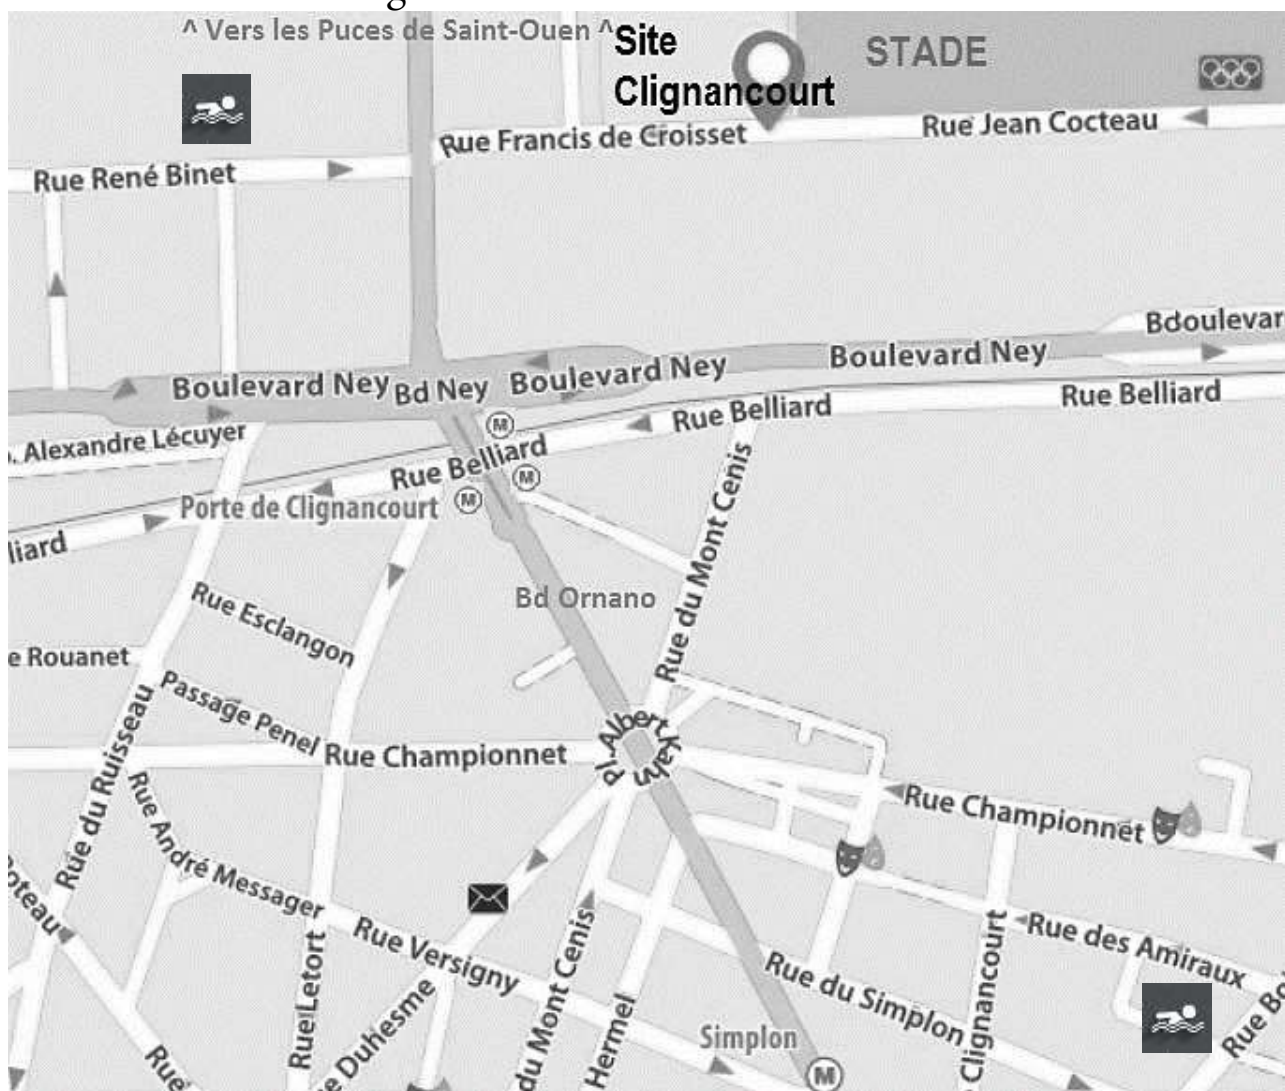 ^ Vers les Puces de Saint-Ouen ^
Site
Clignancourt
STADE
Rue Francis de Croisset
Rue Jean Cocteau
Rue René Binet
Bdoulevar
Boulevard Ney
Bd Ney
Boulevard Ney
Boulevard Ney
Rue Belliard
Rue Belliard
. Alexandre Lécuyer
M
Rue Belliard
M
M
Porte de Clignancourt
liard
Rue du Mont Cenis
Rue Esclangon
Bd Ornano
e Rouanet
Passage Penel
Rue du Ruisseau
Rue Championnet
Pl. Albert Kahn
Rue Championnet
Rue André Messager
oteau
Rue Versigny
Rue Letort
e Duhesme
du Mont Cenis
Hermel
Rue du Simplon
Clignancourt
Rue des Amiraux
Rue Bo
Simplon
M
Rue